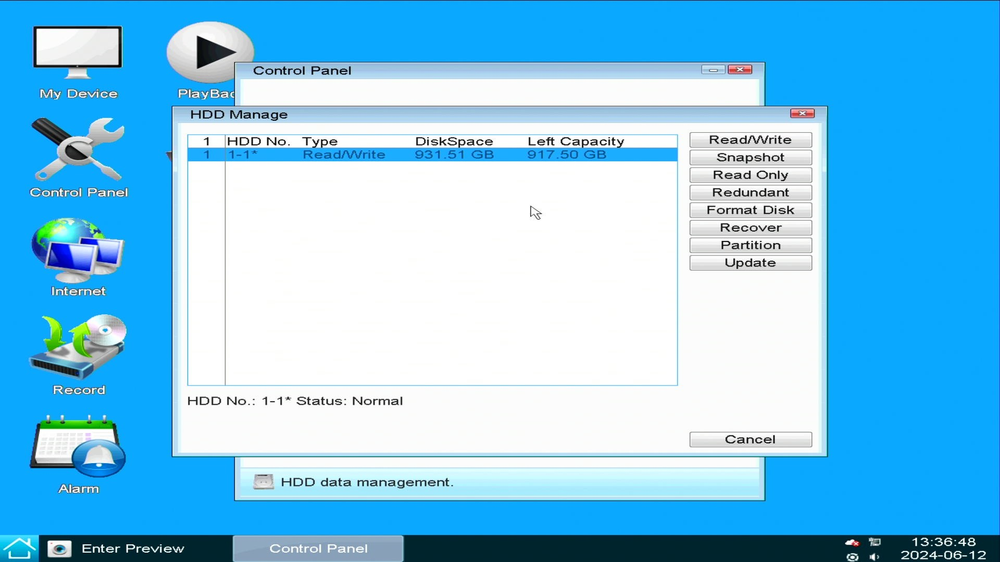 My Device
PlayBac
Control Panel
Control Panel
HDD Manage
1 HDD No. Type DiskSpace Left Capacity
1 1-1* Read/Write 931.51 GB 917.50 GB
Read/Write
Snapshot
Read Only
Redundant
Format Disk
Recover
Partition
Update
HDD No.: 1-1* Status: Normal
Cancel
HDD data management.
Internet
Record
Alarm
Enter Preview
Control Panel
13:36:48
2024-06-12